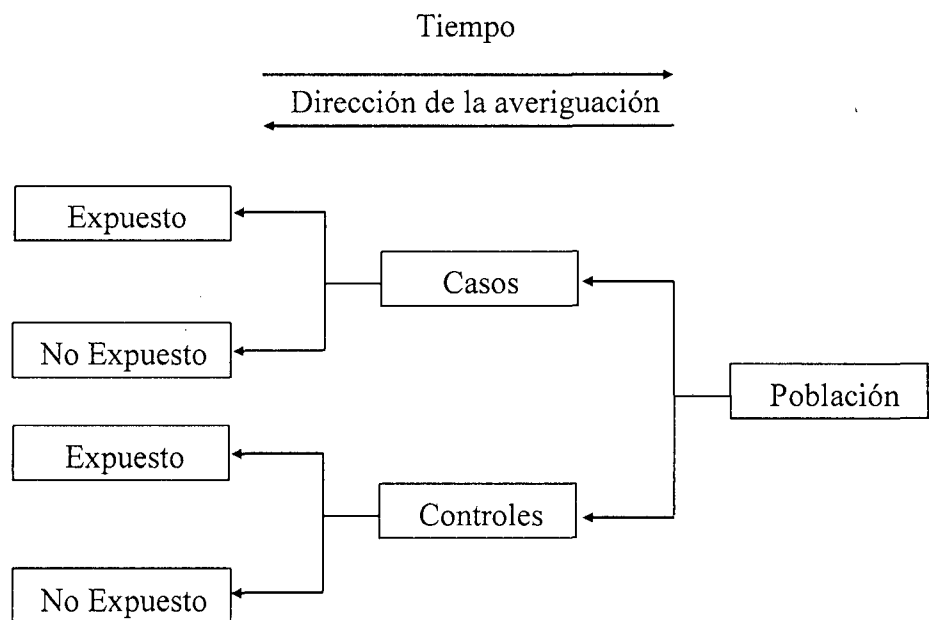 Tiempo
Dirección de la averiguación
Expuesto
Casos
No Expuesto
Población
Expuesto
Controles
No Expuesto